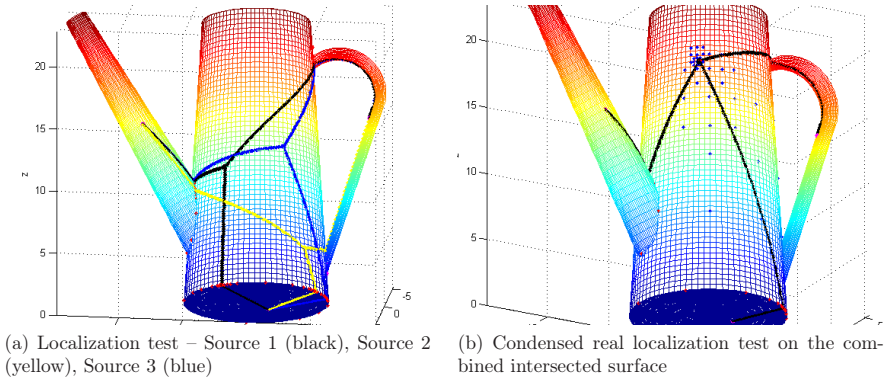 20
15
z
10
5
0
-5
0
20
15
10
5
0
(a) Localization test – Source 1 (black), Source 2
(yellow), Source 3 (blue)
(b) Condensed real localization test on the com-
bined intersected surface